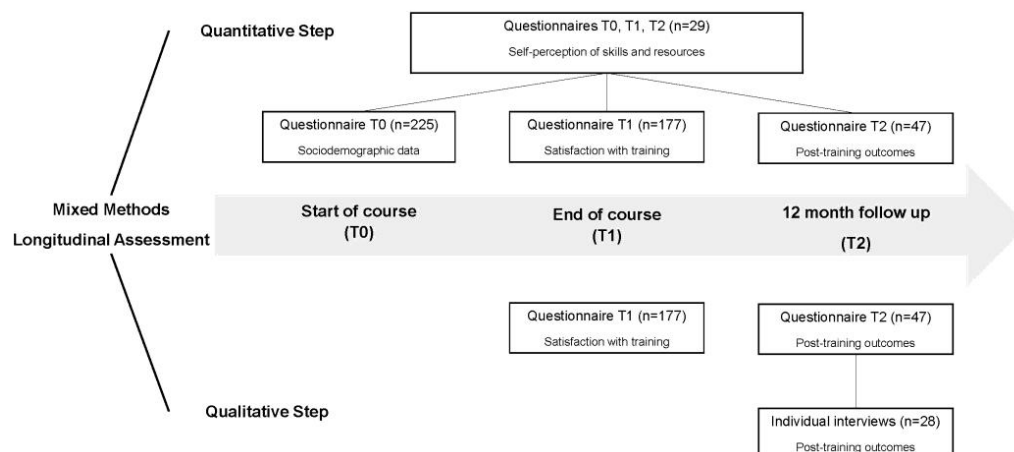 Quantitative Step
Questionnaires T0, T1, T2 (n=29)
Self-perception of skills and resources
Questionnaire T0 (n=225)
Sociodemographic data
Questionnaire T1 (n=177)
Satisfaction with training
Questionnaire T2 (n=47)
Post-training outcomes
Mixed Methods
Longitudinal Assessment
Start of course
(T0)
End of course
(T1)
12 month follow up
(T2)
Questionnaire T1 (n=177)
Satisfaction with training
Questionnaire T2 (n=47)
Post-training outcomes
Qualitative Step
Individual interviews (n=28)
Post-training outcomes